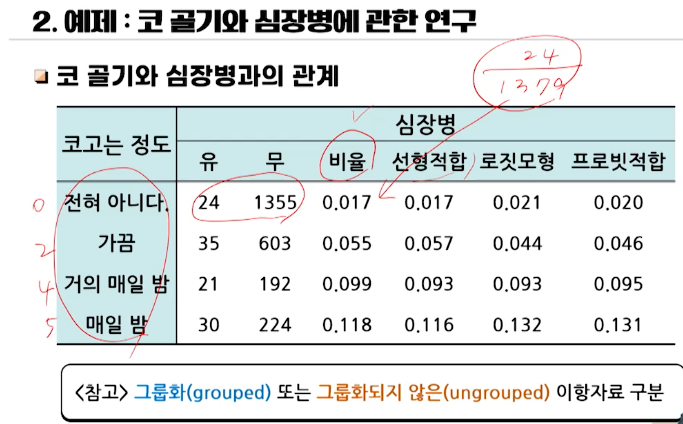 2. 예제 : 코 골기와 심장병에 관한 연구
24
1379
코 골기와 심장병과의 관계
코고는 정도 심장병
유 무 비율 선형적합 로짓모형 프로빗적합
0 전혀 아니다. 24 1355 0.017 0.017 0.021 0.020
2 가끔 35 603 0.055 0.057 0.044 0.046
4 거의 매일 밤 21 192 0.099 0.093 0.093 0.095
5 매일 밤 30 224 0.118 0.116 0.132 0.131
<참고> 그룹화(grouped) 또는 그룹화되지 않은(ungrouped) 이항자료 구분